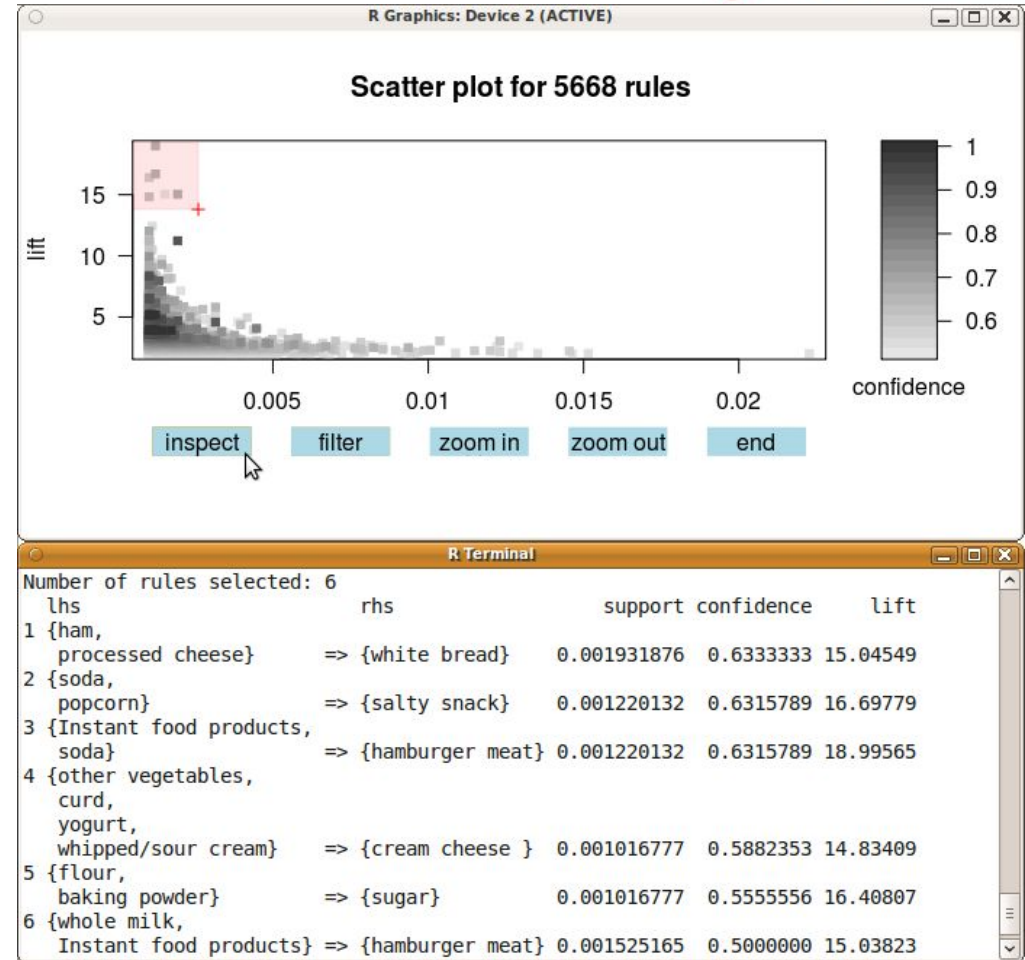 R Graphics: Device 2 (ACTIVE)
Scatter plot for 5668 rules
lift
15
10
5
0.005 0.01 0.015 0.02
1
0.9
0.8
0.7
0.6
confidence
inspect filter zoom in zoom out end
R Terminal
Number of rules selected: 6
lhs rhs support confidence lift
1 {ham,
processed cheese} => {white bread} 0.001931876 0.6333333 15.04549
2 {soda,
popcorn} => {salty snack} 0.001220132 0.6315789 16.69779
3 {Instant food products,
soda} => {hamburger meat} 0.001220132 0.6315789 18.99565
4 {other vegetables,
curd,
yogurt,
whipped/sour cream} => {cream cheese } 0.001016777 0.5882353 14.83409
5 {flour,
baking powder} => {sugar} 0.001016777 0.5555556 16.40807
6 {whole milk,
Instant food products} => {hamburger meat} 0.001525165 0.5000000 15.03823